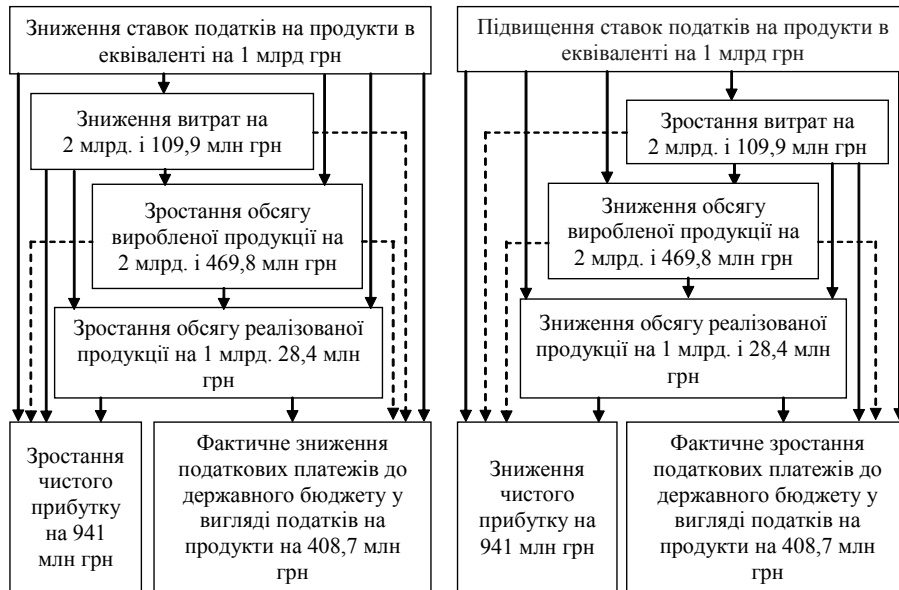 Зниження ставок податків на продукти в
еквіваленті на 1 млрд грн
Зниження витрат на
2 млрд. і 109,9 млн грн
Зростання обсягу
виробленої продукції на
2 млрд. і 469,8 млн грн
Зростання обсягу реалізованої
продукції на 1 млрд. 28,4 млн
грн
Зростання
чистого
прибутку
на 941
млн грн
Фактичне зниження
податкових платежів до
державного бюджету у
вигляді податків на
продукти на 408,7 млн
грн
Підвищення ставок податків на продукти в
еквіваленті на 1 млрд грн
Зростання витрат на
2 млрд. і 109,9 млн грн
Зниження обсягу
виробленої продукції на
2 млрд. і 469,8 млн грн
Зниження обсягу реалізованої
продукції на 1 млрд. і 28,4 млн
грн
Зниження
чистого
прибутку на
941 млн грн
Фактичне зростання
податкових платежів до
державного бюджету у
вигляді податків на
продукти на 408,7 млн
грн